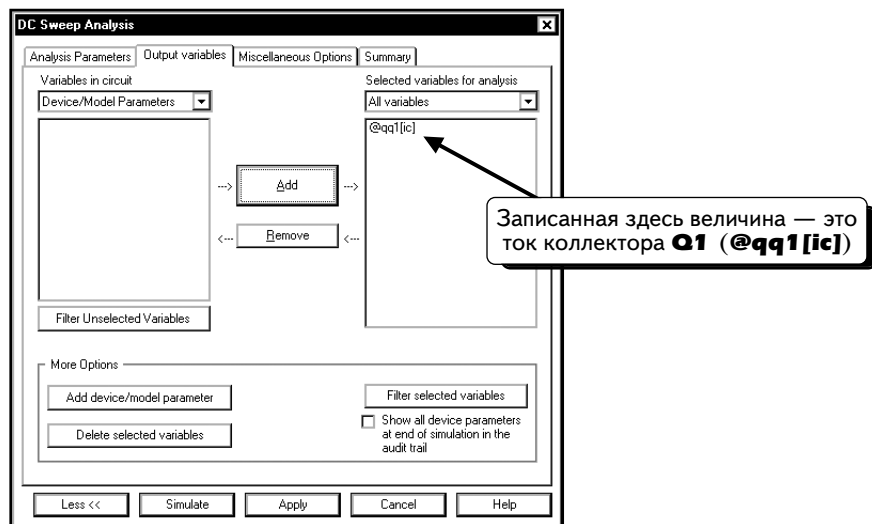 DC Sweep Analysis
Analysis Parameters
Output variables
Miscellaneous Options
Summary
Variables in circuit
Selected variables for analysis
Device/Model Parameters
All variables
@qq1[ic]
--->
Add
--->
<---
Remove
<---
Записанная здесь величина — это
ток коллектора Q1 (@qq1[ic])
Filter Unselected Variables
More Options
Add device/model parameter
Filter selected variables
Show all device parameters
at end of simulation in the
audit trail
Delete selected variables
Less <<
Simulate
Apply
Cancel
Help